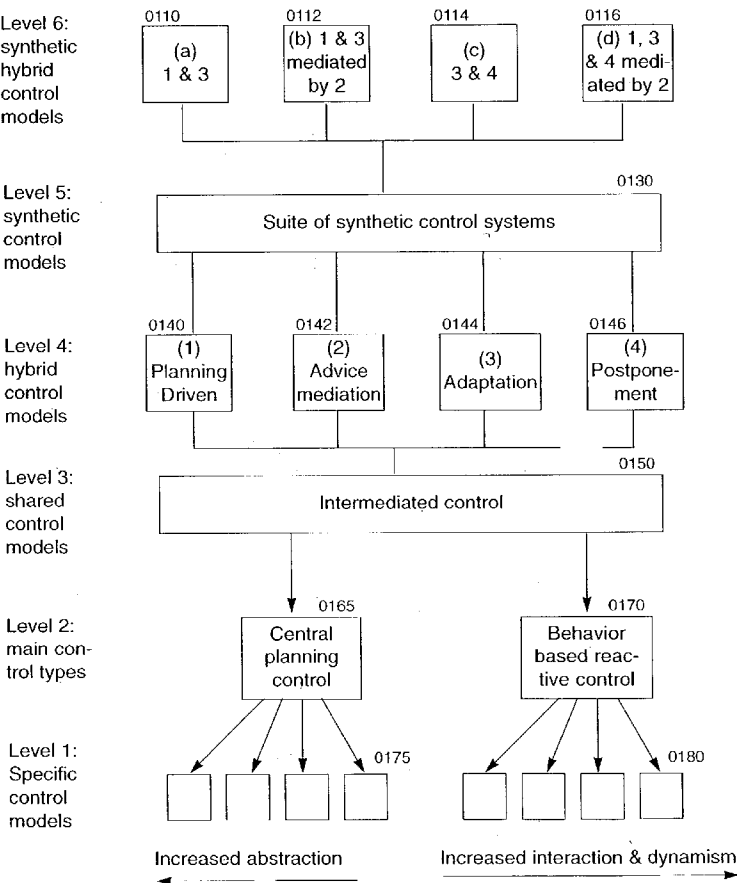 Level 6:
synthetic
hybrid
control
models
0110
(a)
1 & 3
0112
(b) 1 & 3
mediated
by 2
0114
(c)
3 & 4
0116
(d) 1, 3
& 4 medi-
ated by 2
Level 5:
synthetic
control
models
0130
Suite of synthetic control systems
Level 4:
hybrid
control
models
0140
(1)
Planning
Driven
0142
(2)
Advice
mediation
0144
(3)
Adaptation
0146
(4)
Postpone-
ment
Level 3:
shared
control
models
0150
Intermediated control
Level 2:
main con-
trol types
0165
Central
planning
control
0170
Behavior
based reac-
tive control
Level 1:
Specific
control
models
0175
0180
Increased abstraction
Increased interaction & dynamism